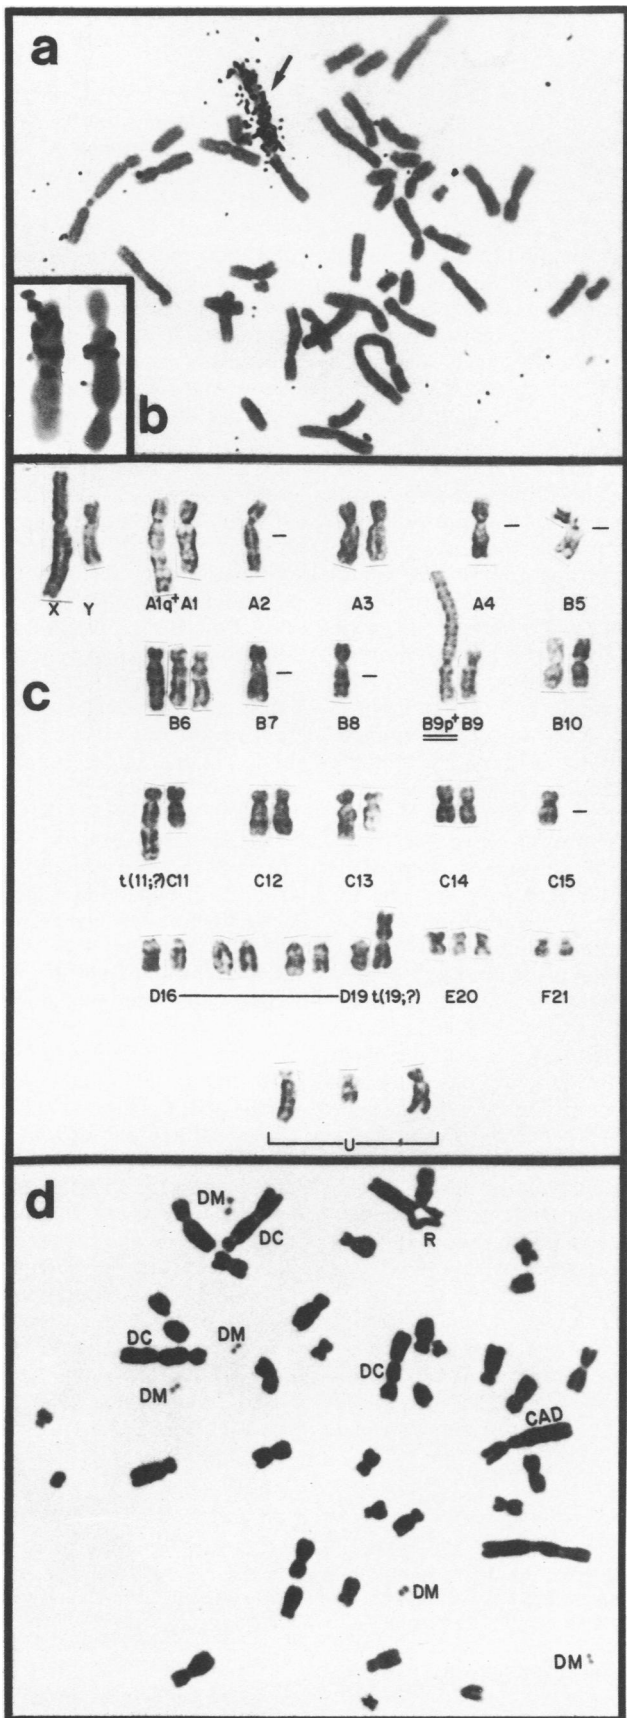 a
b
c
X Y A1q+ A1 A2 – A3 A4 – B5 –
B6 B7 – B8 – B9p+ B9 B10
t(11;?) C11 C12 C13 C14 C15 –
D16 D19 t(19;?) E20 F21
U
d
DM
DC
R
DC
DM
DC
DM
CAD
DM
DM